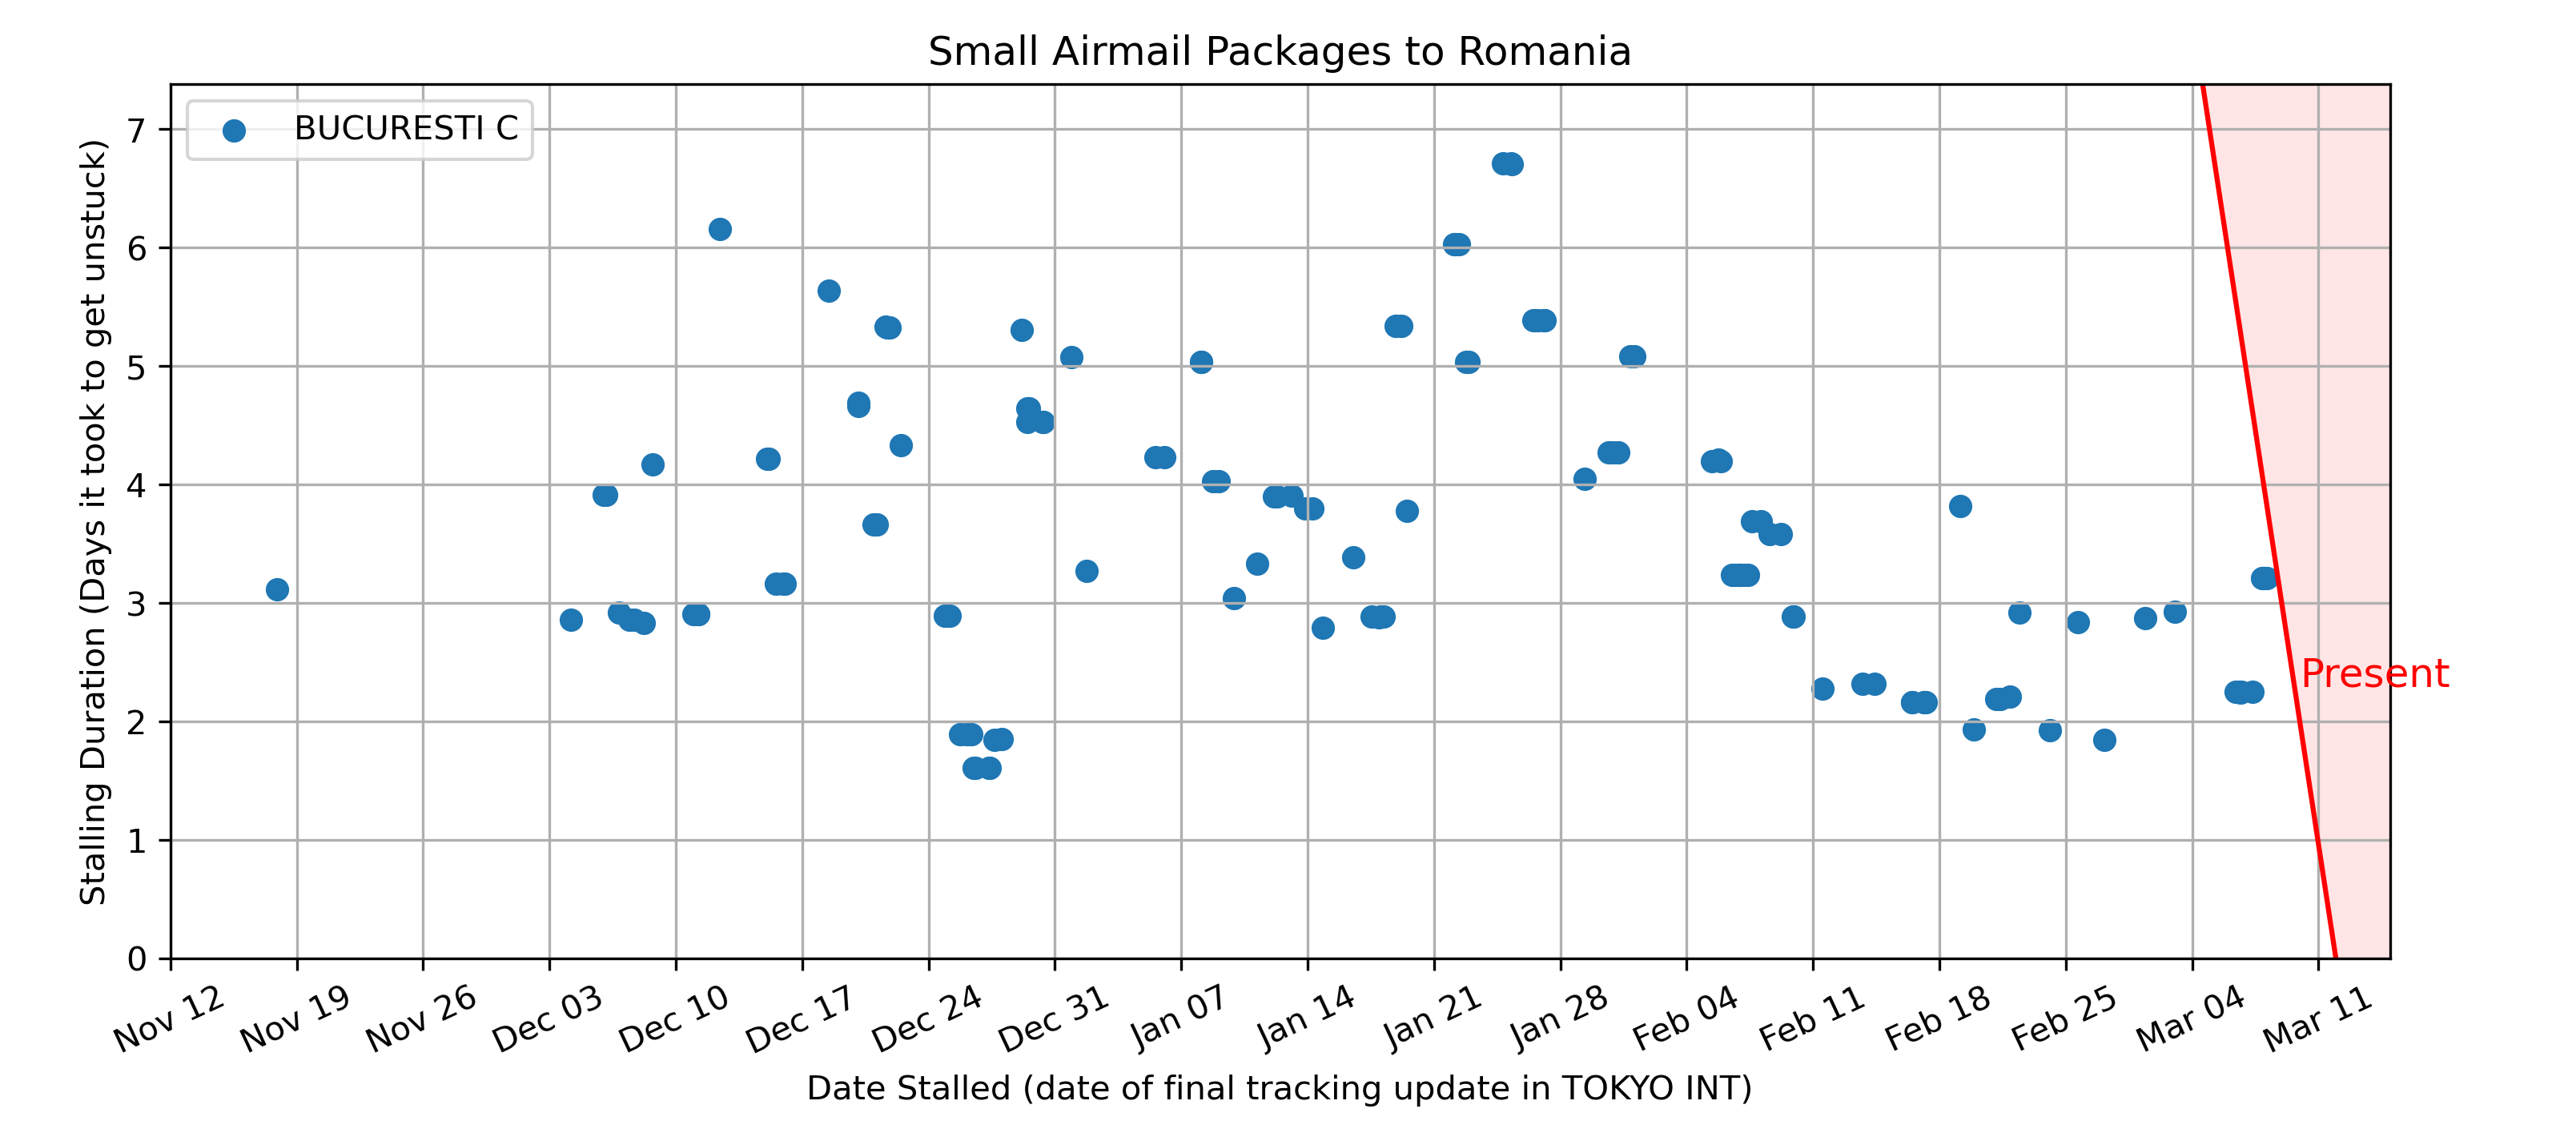 Small Airmail Packages to Romania
BUCURESTI C
Stalling Duration (Days it took to get unstuck)
7
6
5
4
3
2
1
0
Present
Nov 12
Nov 19
Nov 26
Dec 03
Dec 10
Dec 17
Dec 24
Dec 31
Jan 07
Jan 14
Jan 21
Jan 28
Feb 04
Feb 11
Feb 18
Feb 25
Mar 04
Mar 11
Date Stalled (date of final tracking update in TOKYO INT)